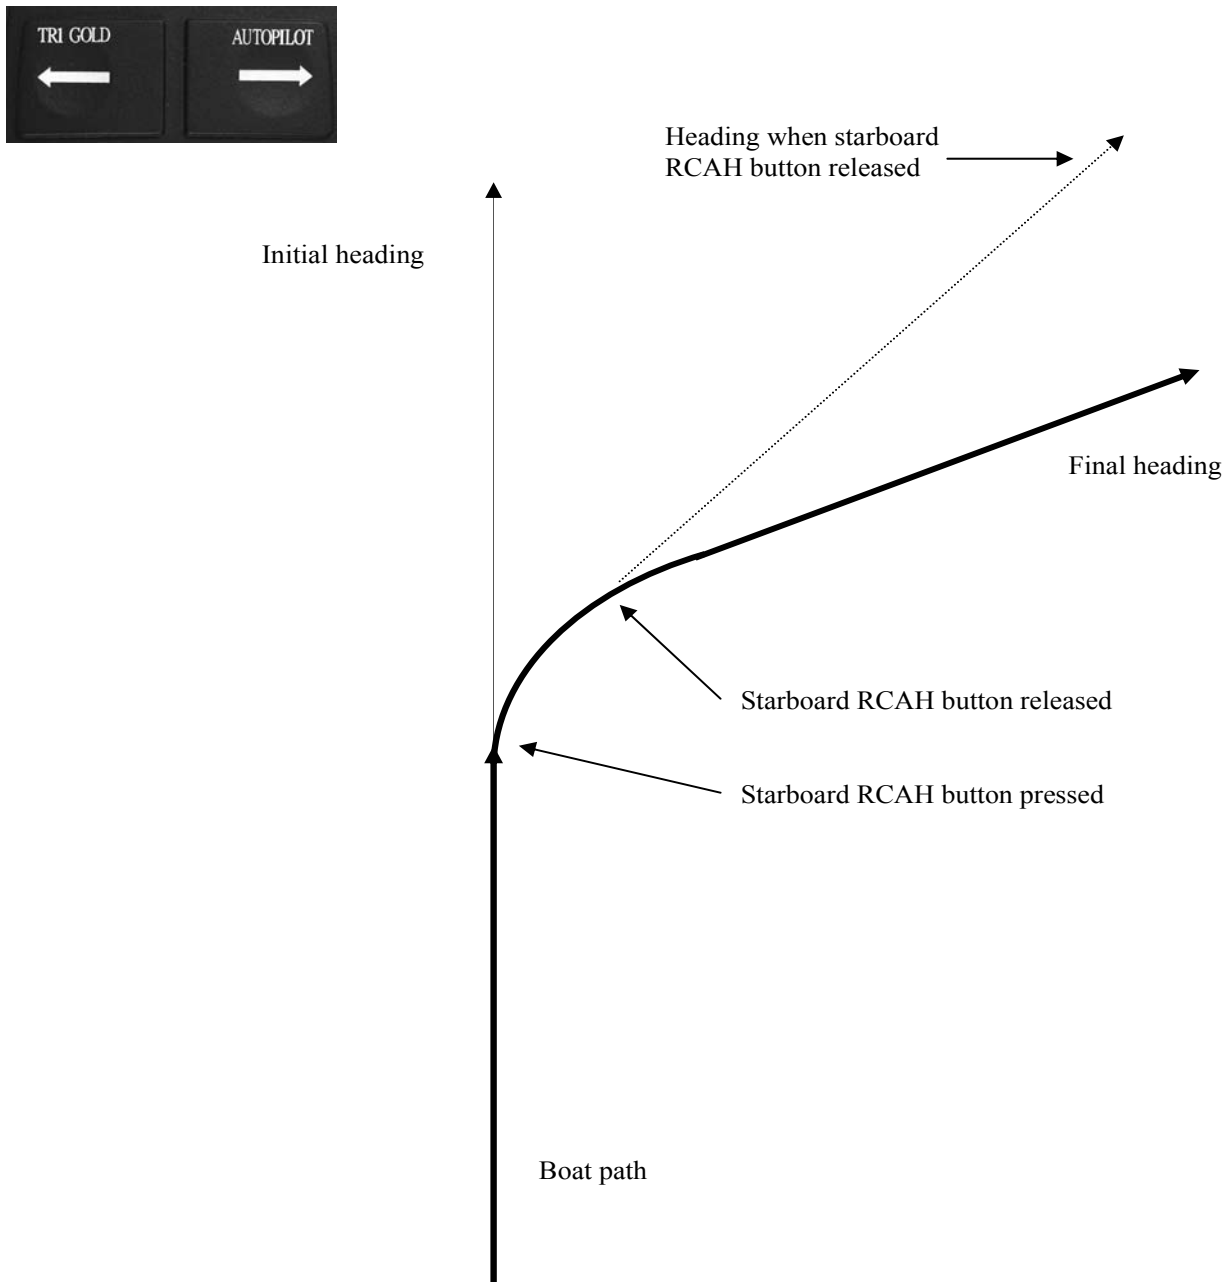 TR1 GOLD
AUTOPILOT
Heading when starboard
RCAH button released
Initial heading
Final heading
Starboard RCAH button released
Starboard RCAH button pressed
Boat path